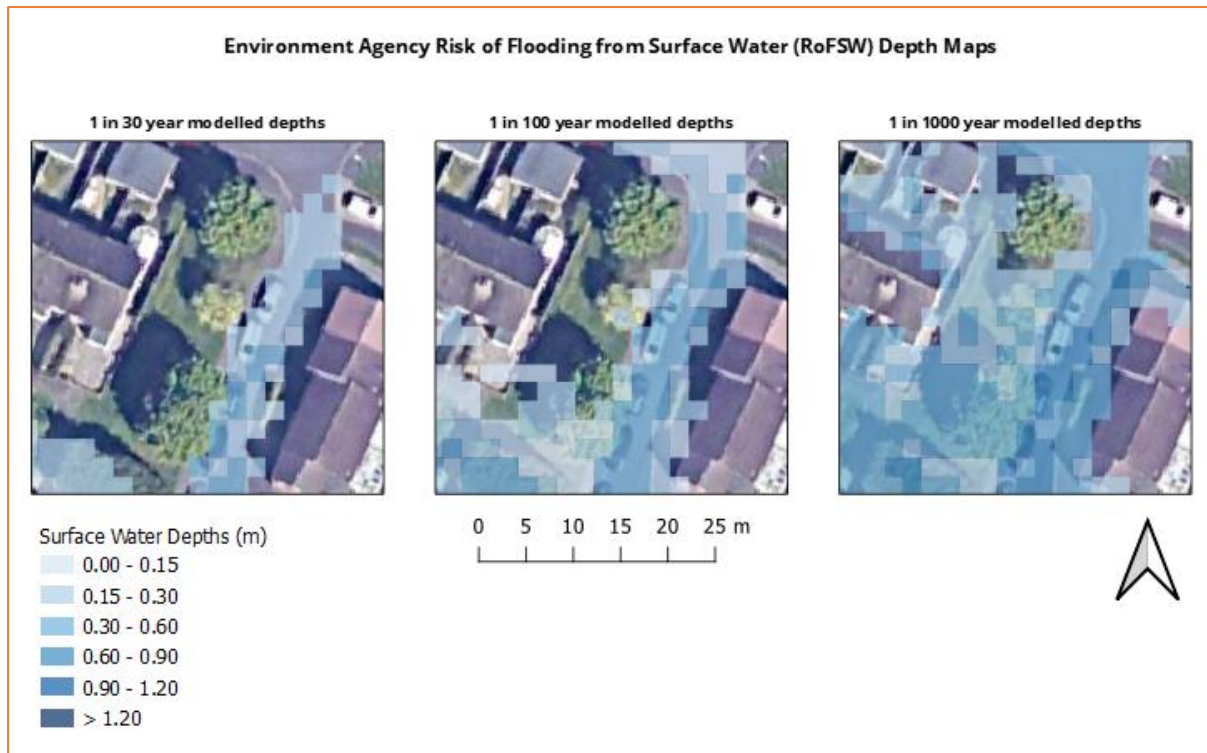 Environment Agency Risk of Flooding from Surface Water (RoFSW) Depth Maps
1 in 30 year modelled depths
1 in 100 year modelled depths
1 in 1000 year modelled depths
Surface Water Depths (m)
0.00 - 0.15
0.15 - 0.30
0.30 - 0.60
0.60 - 0.90
0.90 - 1.20
> 1.20
0 5 10 15 20 25 m